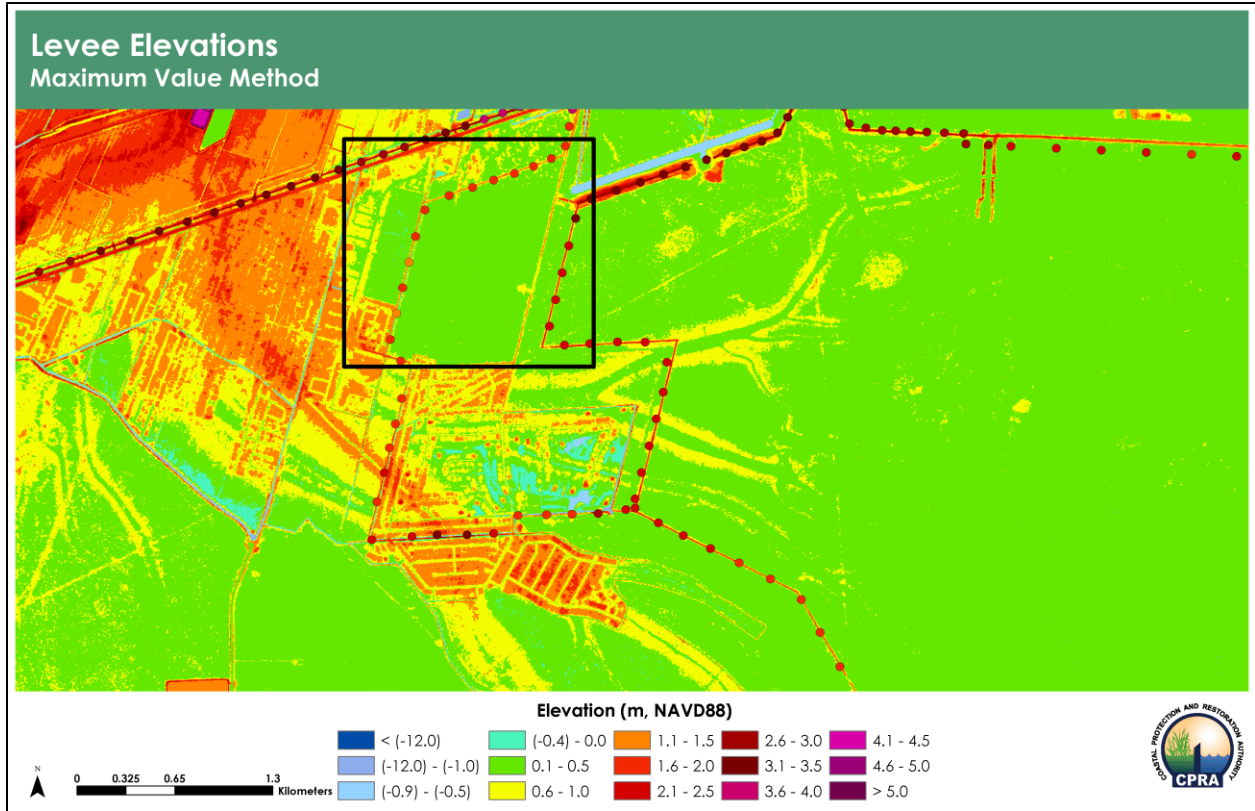 Levee Elevations
Maximum Value Method
Elevation (m, NAVD88)
< (-12.0)
(-12.0) - (-1.0)
(-0.9) - (-0.5)
(-0.4) - 0.0
0.1 - 0.5
0.6 - 1.0
1.1 - 1.5
1.6 - 2.0
2.1 - 2.5
2.6 - 3.0
3.1 - 3.5
3.6 - 4.0
4.1 - 4.5
4.6 - 5.0
> 5.0
N
0 0.325 0.65 1.3
Kilometers
COASTAL PROTECTION AND RESTORATION AUTHORITY
CPRA